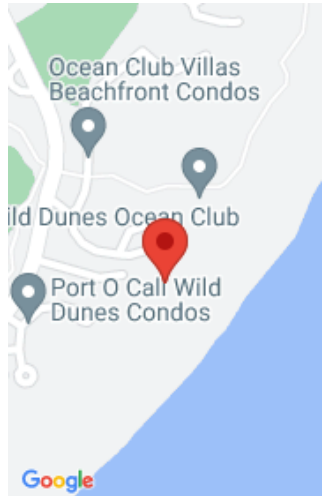 Ocean Club Villas
Beachfront Condos
ild Dunes Ocean Club
Port O Call Wild
Dunes Condos
Google